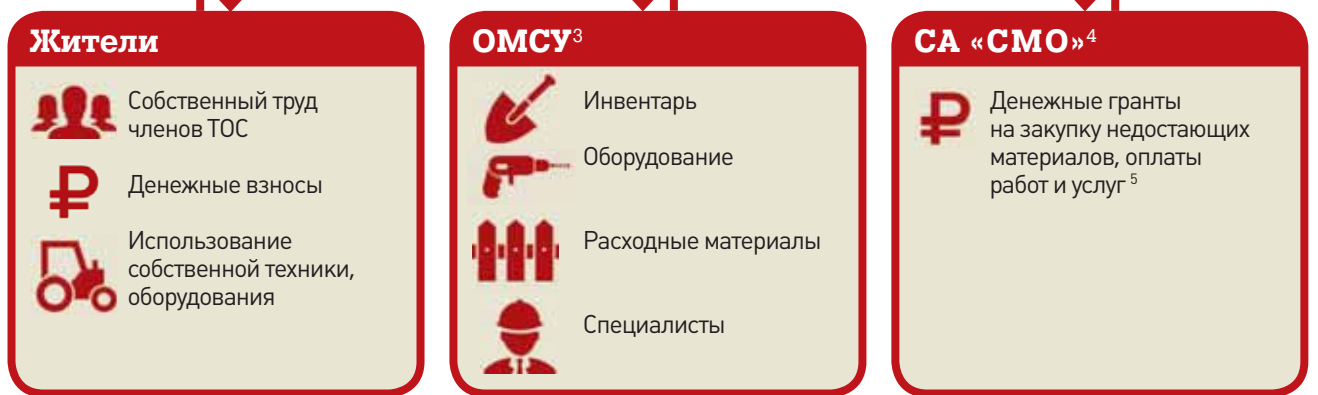 Жители
Собственный труд
членов ТОС
Денежные взносы
Использование
собственной техники,
оборудования
ОМСУ³
Инвентарь
Оборудование
Расходные материалы
Специалисты
СА «СМО»⁴
Денежные гранты
на закупку недостающих
материалов, оплаты
работ и услуг ⁵